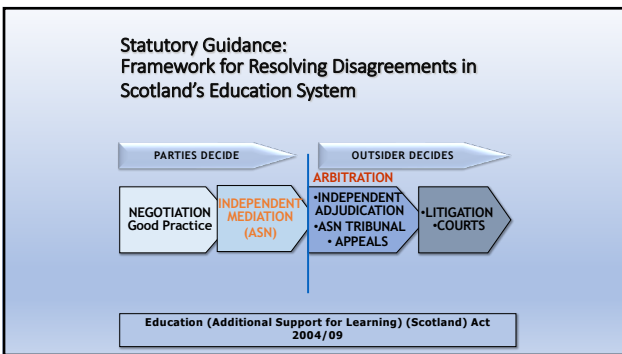 Statutory Guidance:
Framework for Resolving Disagreements in
Scotland's Education System
PARTIES DECIDE
OUTSIDER DECIDES
NEGOTIATION
Good Practice
INDEPENDENT
MEDIATION
(ASN)
ARBITRATION
•INDEPENDENT
ADJUDICATION
•ASN TRIBUNAL
• APPEALS
•LITIGATION
•COURTS
Education (Additional Support for Learning) (Scotland) Act
2004/09